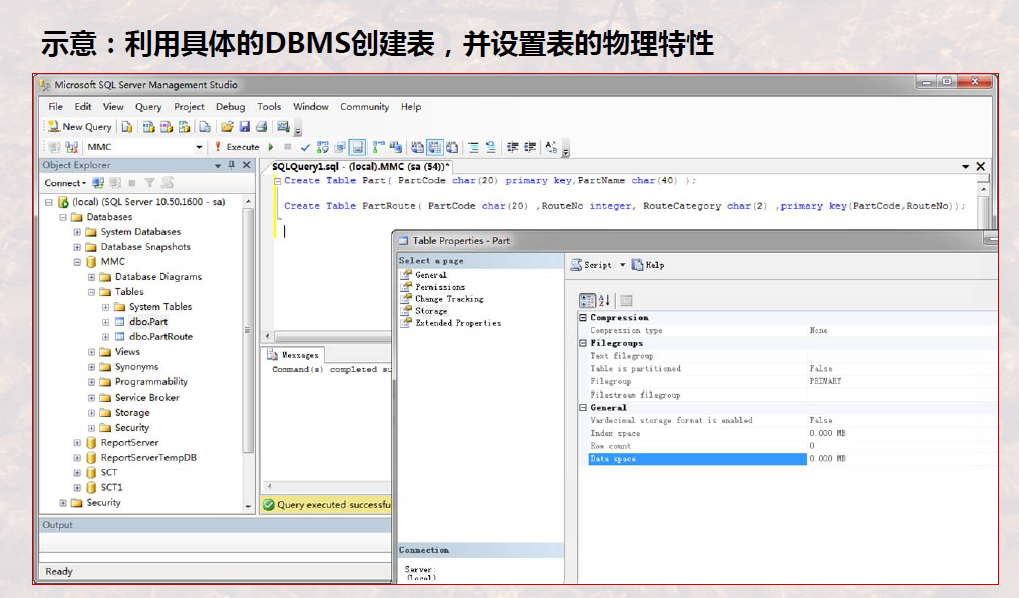 示意：利用具体的DBMS创建表，并设置表的物理特性
Microsoft SQL Server Management Studio
File Edit View Query Project Debug Tools Window Community Help
New Query
MMC Execute
Object Explorer
Connect
(local) (SQL Server 10.50.1600 - sa)
Databases
System Databases
Database Snapshots
MMC
Database Diagrams
Tables
System Tables
dbo.Part
dbo.PartRoute
Views
Synonyms
Programmability
Service Broker
Storage
Security
ReportServer
ReportServerTempDB
SCT
SCT1
Security
SQLQuery1.sql - (local).MMC (sa (54))*
Create Table Part( PartCode char(20) primary key,PartName char(40) );
Create Table PartRoute( PartCode char(20) ,RouteNo integer, RouteCategory char(2) ,primary key(PartCode,RouteNo));
Messages
Command(s) completed su
Query executed successfu
Table Properties - Part
Select a page
General
Permissions
Change Tracking
Storage
Extended Properties
Script Help
Compression
Compression type None
Filegroups
Text filegroup
Table is partitioned False
Filegroup PRIMARY
Filestream filegroup
General
Vardecimal storage format is enabled False
Index space 0.000 MB
Row count 0
Data space 0.000 MB
Connection
Server:
(local)
Output
Ready